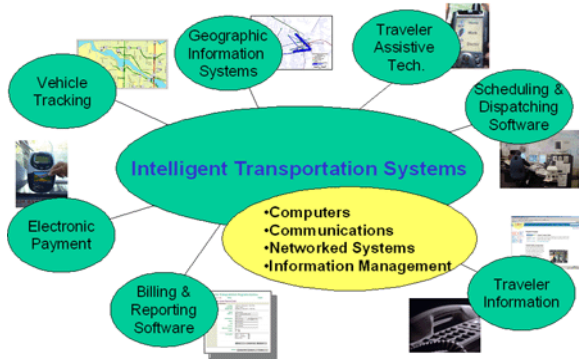 Geographic
Information
Systems
Traveler
Assistive
Tech.
Vehicle
Tracking
Scheduling &
Dispatching
Software
Intelligent Transportation Systems
•Computers
•Communications
•Networked Systems
•Information Management
Electronic
Payment
Billing &
Reporting
Software
Traveler
Information